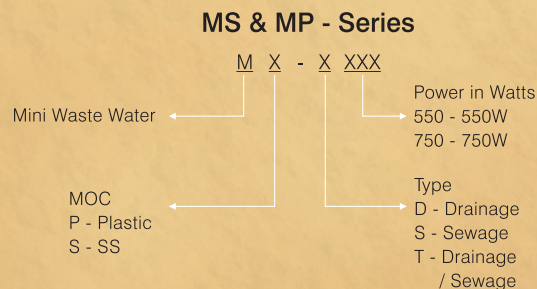 MS & MP - Series
M X - X XXX
Mini Waste Water
Power in Watts
550 - 550W
750 - 750W
MOC
P - Plastic
S - SS
Type
D - Drainage
S - Sewage
T - Drainage
/ Sewage